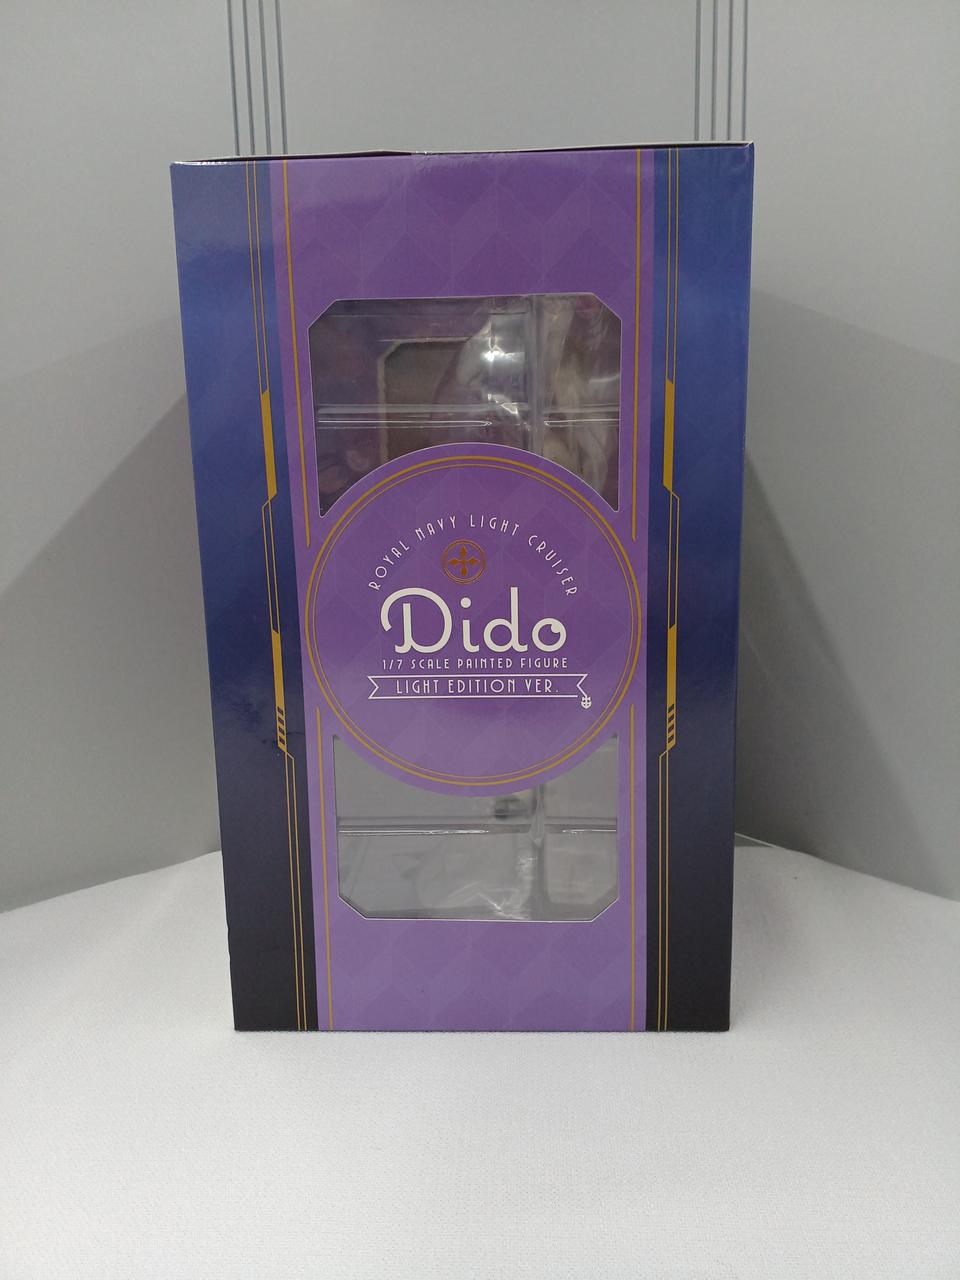 ROYAL NAVY LIGHT CRUISER
Dido
1/7 SCALE PAINTED FIGURE
LIGHT EDITION VER.